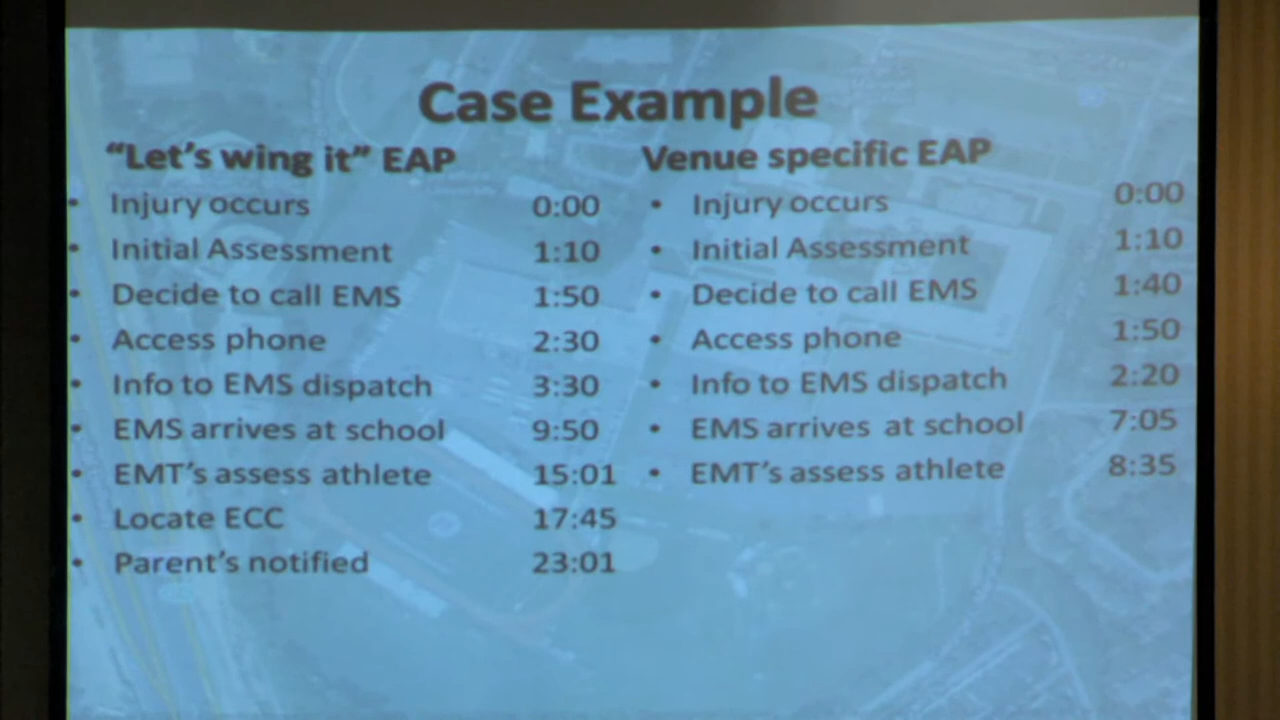 Case Example
"Let's wing it" EAP
• Injury occurs 0:00
• Initial Assessment 1:10
• Decide to call EMS 1:50
• Access phone 2:30
• Info to EMS dispatch 3:30
• EMS arrives at school 9:50
• EMT's assess athlete 15:01
• Locate ECC 17:45
• Parent's notified 23:01
Venue specific EAP
• Injury occurs 0:00
• Initial Assessment 1:10
• Decide to call EMS 1:40
• Access phone 1:50
• Info to EMS dispatch 2:20
• EMS arrives at school 7:05
• EMT's assess athlete 8:35